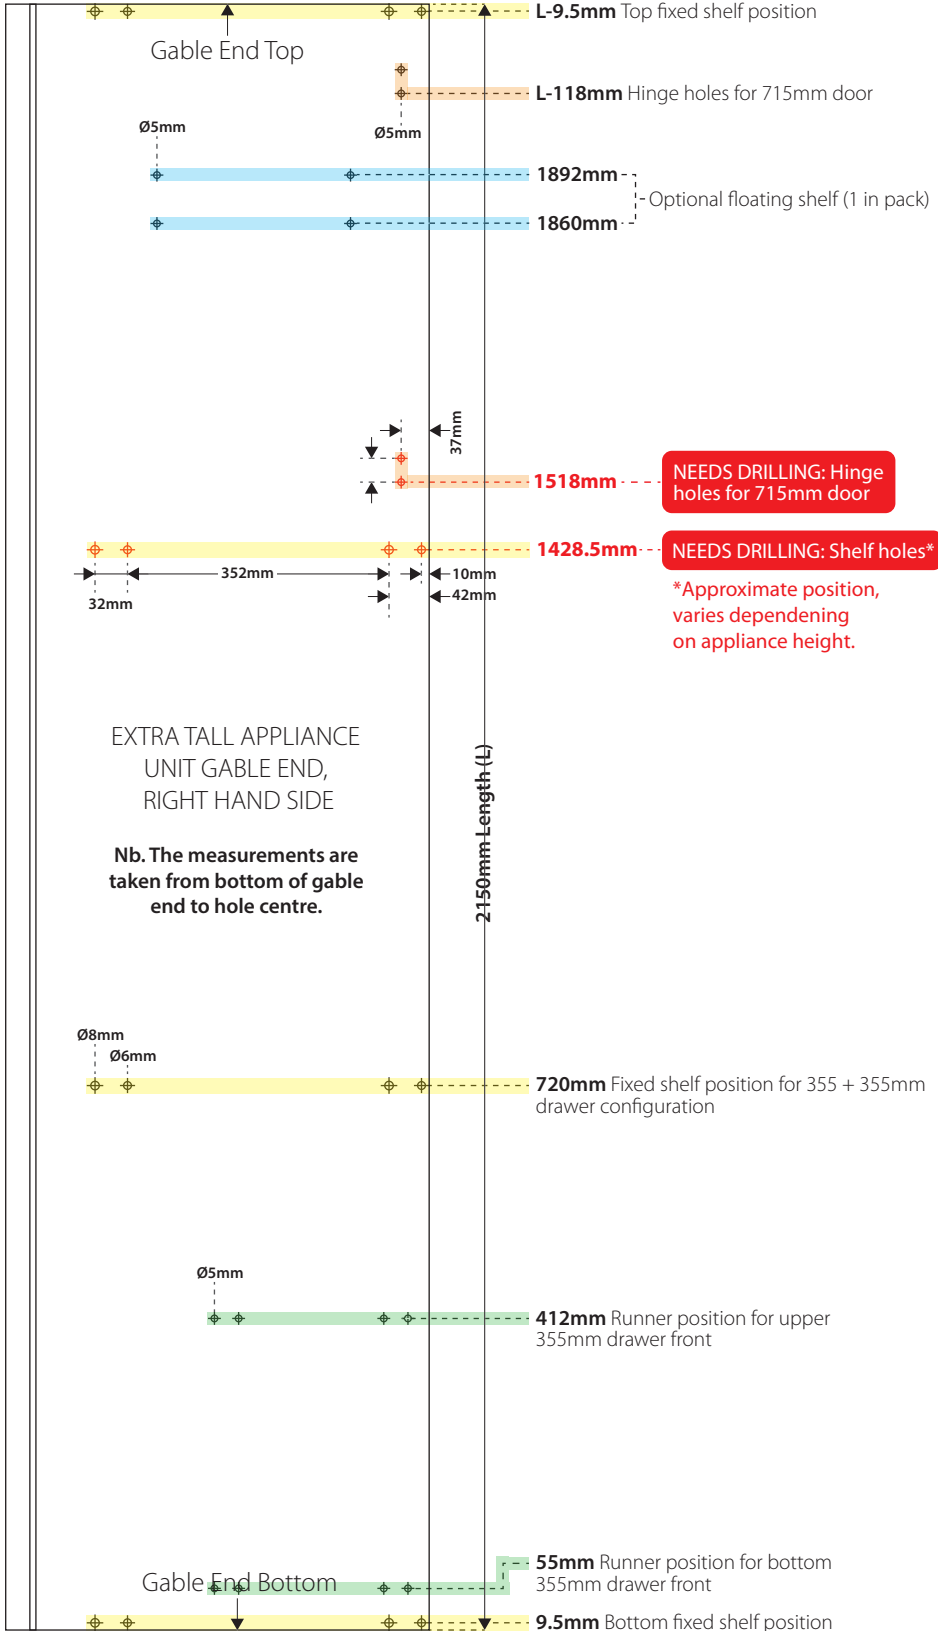 L-9.5mm Top fixed shelf position
Gable End Top
L-118mm Hinge holes for 715mm door
Ø5mm
Ø5mm
1892mm
Optional floating shelf (1 in pack)
1860mm
37mm
1518mm
NEEDS DRILLING: Hinge
holes for 715mm door
1428.5mm
NEEDS DRILLING: Shelf holes*
352mm
10mm
32mm
42mm
*Approximate position,
varies dependening
on appliance height.
EXTRA TALL APPLIANCE
UNIT GABLE END,
RIGHT HAND SIDE
2150mm Length (L)
Nb. The measurements are
taken from bottom of gable
end to hole centre.
Ø8mm
Ø6mm
720mm Fixed shelf position for 355 + 355mm
drawer configuration
Ø5mm
412mm Runner position for upper
355mm drawer front
55mm Runner position for bottom
355mm drawer front
Gable End Bottom
9.5mm Bottom fixed shelf position